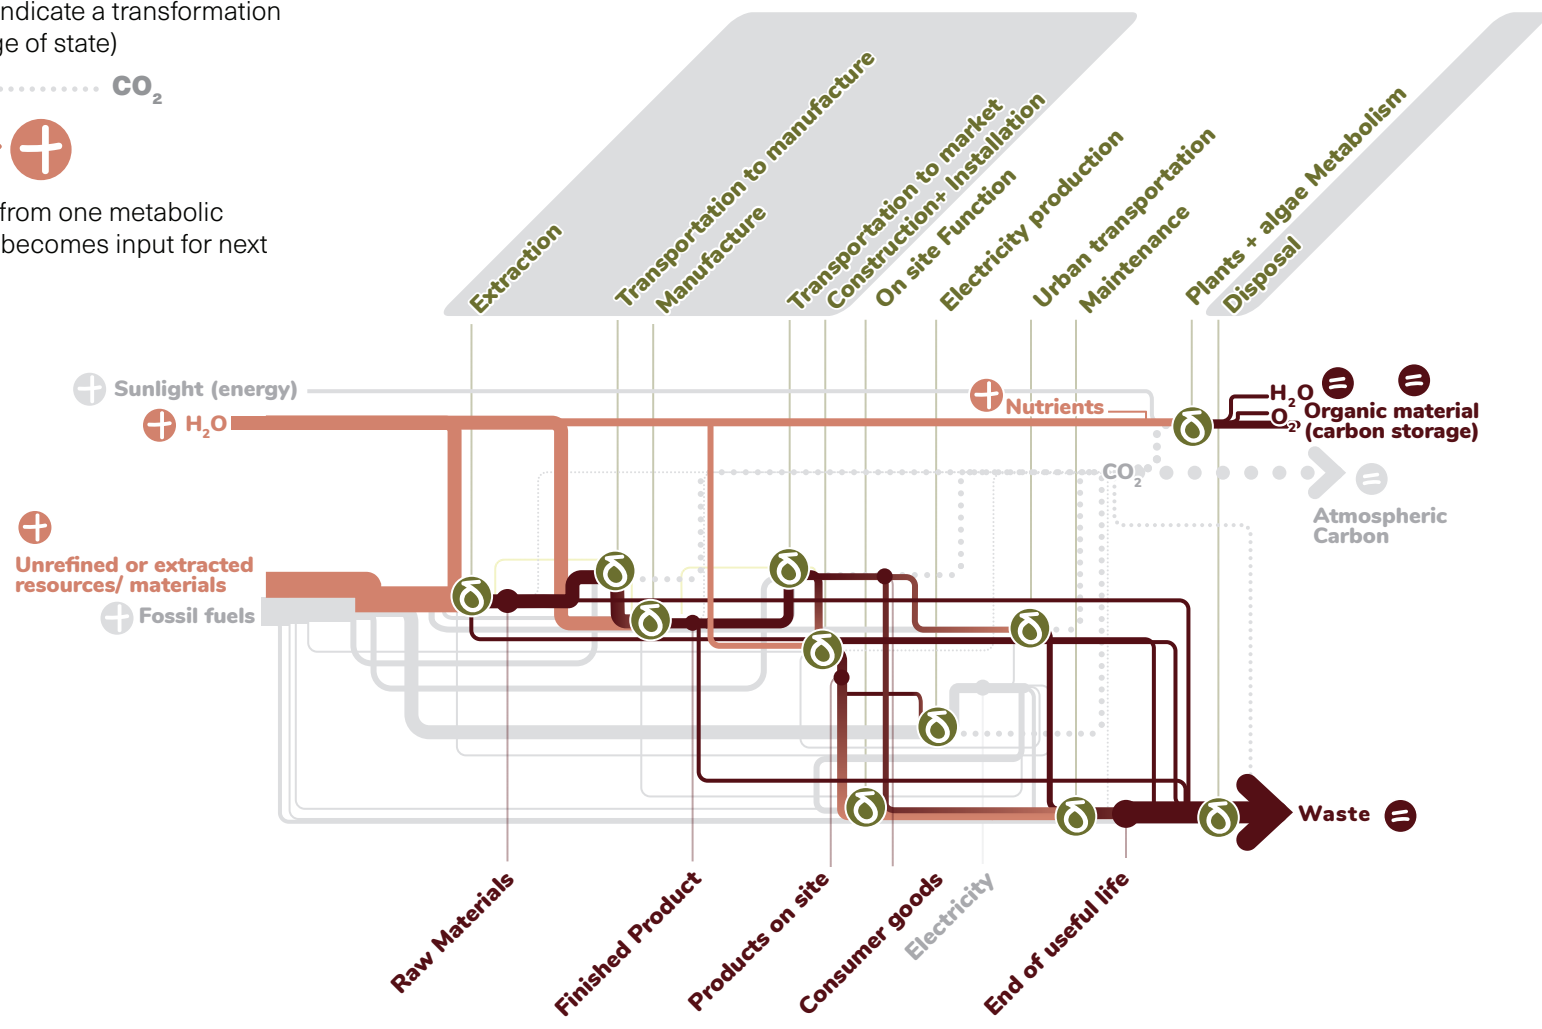 ndicate a transformation
ge of state)
CO2
from one metabolic
becomes input for next
Extraction
Transportation to manufacture
Manufacture
Transportation to market
Construction+ Installation
On site Function
Electricity production
Urban transportation
Maintenance
Plants + algae Metabolism
Disposal
Sunlight (energy)
H2O
Nutrients
H2O
O2
Organic material
(carbon storage)
CO2
Atmospheric
Carbon
Unrefined or extracted
resources/ materials
Fossil fuels
Waste
Raw Materials
Finished Product
Products on site
Consumer goods
Electricity
End of useful life